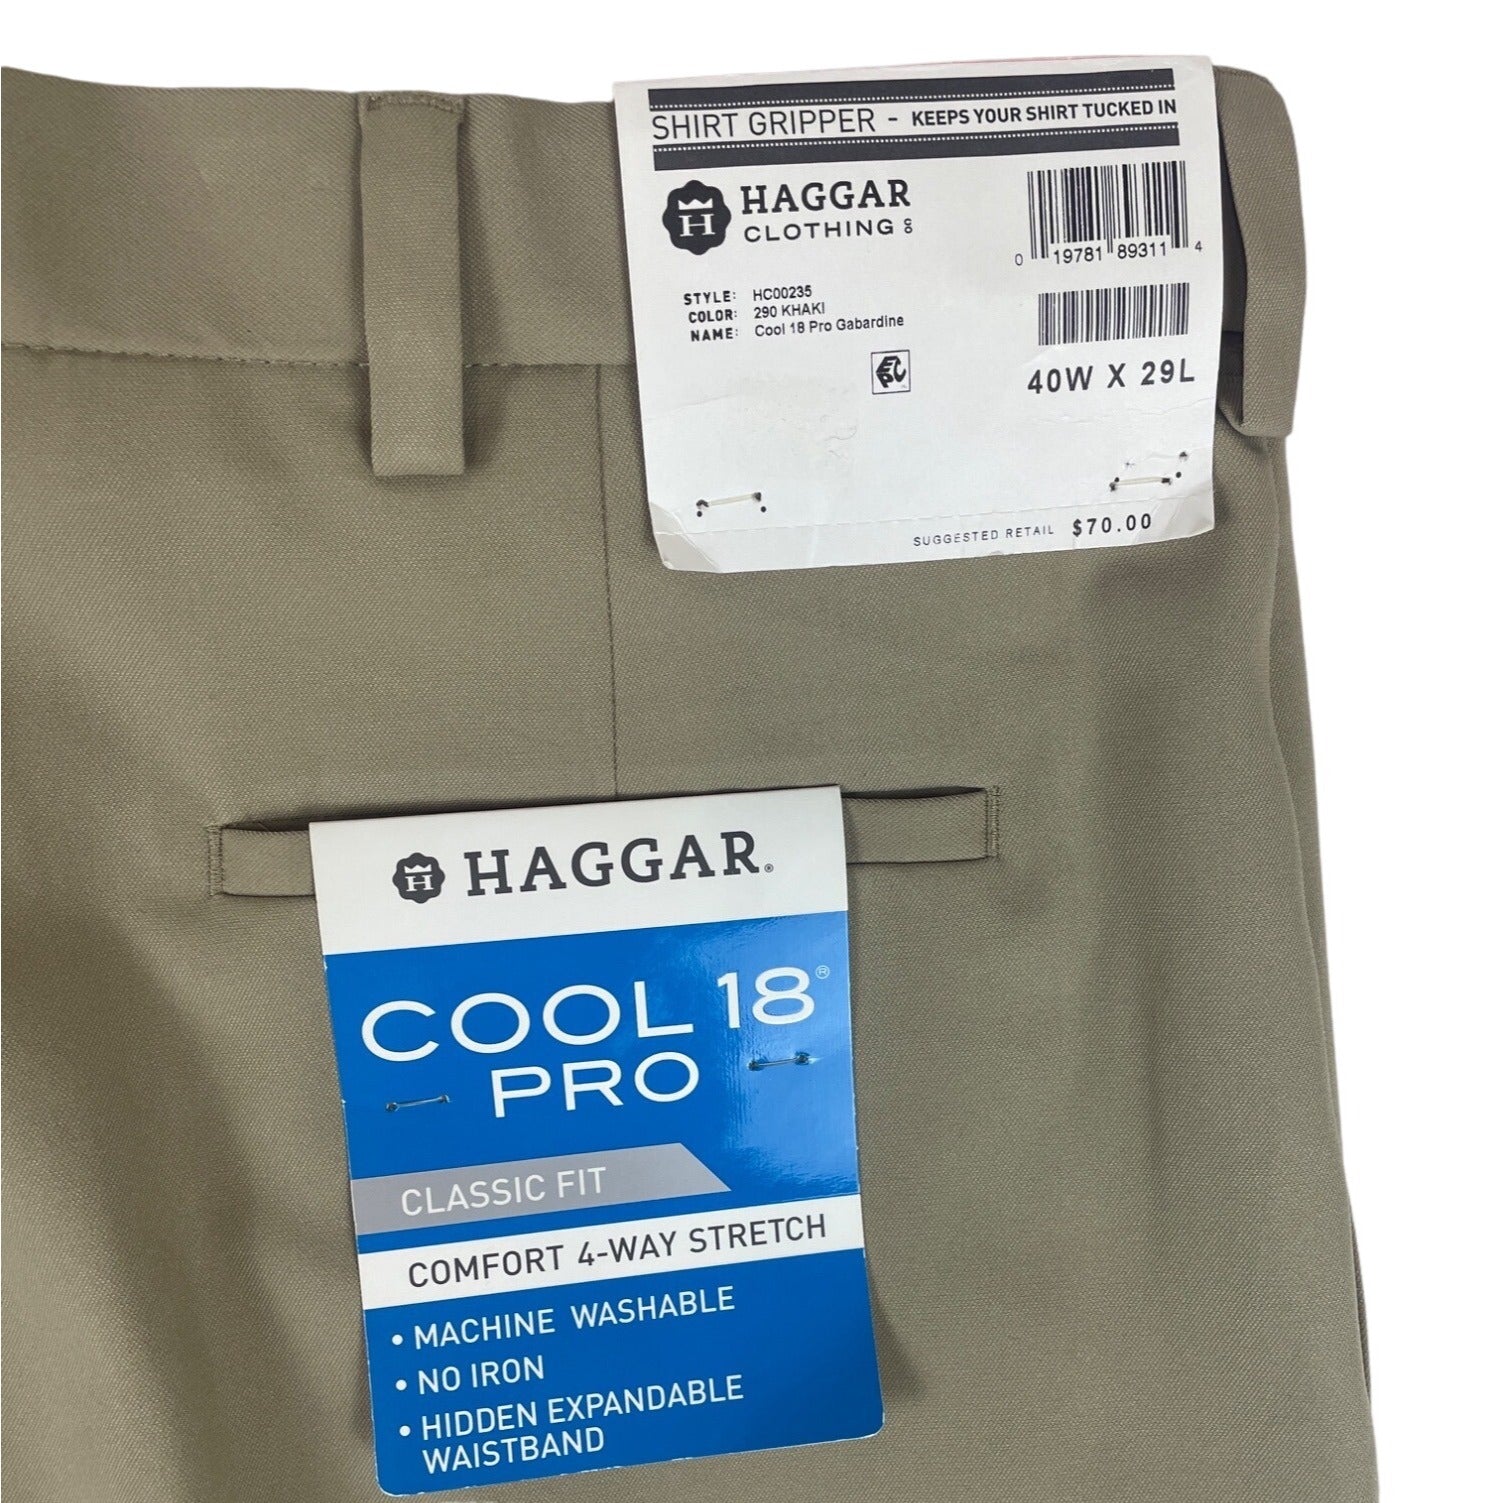 SHIRT GRIPPER - KEEPS YOUR SHIRT TUCKED IN
H
HAGGAR
CLOTHING CO
0 19781 89311 4
STYLE: HC00235
COLOR: 290 KHAKI
NAME: Cool 18 Pro Gabardine
EPC
40W X 29L
SUGGESTED RETAIL $70.00
H HAGGAR®
COOL 18®
PRO
CLASSIC FIT
COMFORT 4-WAY STRETCH
• MACHINE WASHABLE
• NO IRON
• HIDDEN EXPANDABLE
WAISTBAND